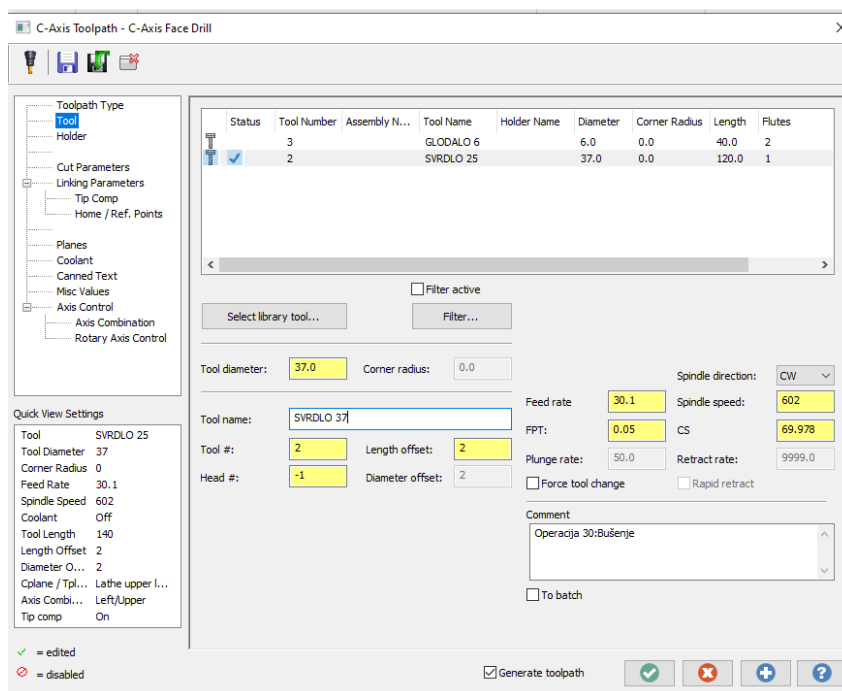 C-Axis Toolpath - C-Axis Face Drill
Toolpath Type
Tool
Holder
Cut Parameters
Linking Parameters
Tip Comp
Home / Ref. Points
Planes
Coolant
Canned Text
Misc Values
Axis Control
Axis Combination
Rotary Axis Control
Status Tool Number Assembly N... Tool Name Holder Name Diameter Corner Radius Length Flutes
3 GLODALO 6 6.0 0.0 40.0 2
2 SVRDLO 25 37.0 0.0 120.0 1
Filter active
Select library tool... Filter...
Tool diameter: 37.0 Corner radius: 0.0
Tool name: SVRDLO 37
Tool #: 2 Length offset: 2
Head #: -1 Diameter offset: 2
Spindle direction: CW
Feed rate 30.1 Spindle speed: 602
FPT: 0.05 CS 69.978
Plunge rate: 50.0 Retract rate: 9999.0
Force tool change Rapid retract
Comment
Operacija 30:Bušenje
To batch
Quick View Settings
Tool SVRDLO 25
Tool Diameter 37
Corner Radius 0
Feed Rate 30.1
Spindle Speed 602
Coolant Off
Tool Length 140
Length Offset 2
Diameter O... 2
Cplane / Tpl... Lathe upper l...
Axis Combi... Left/Upper
Tip comp On
= edited
= disabled
Generate toolpath